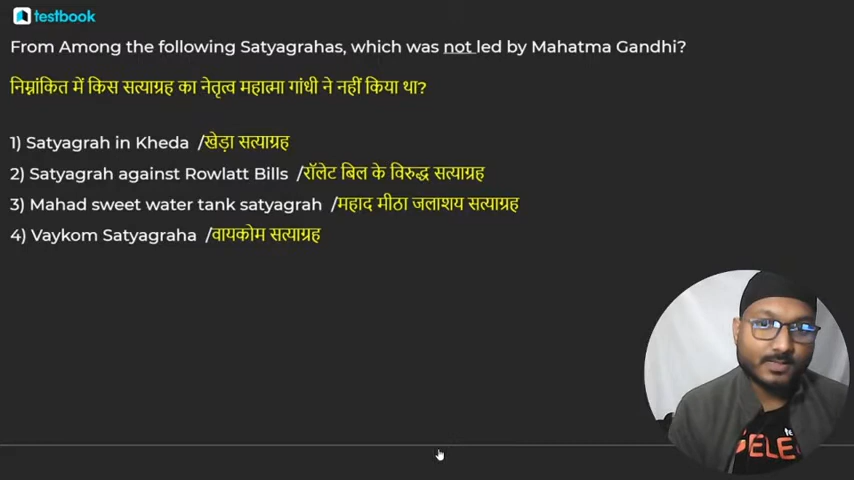 testbook
From Among the following Satyagrahas, which was not led by Mahatma Gandhi?
निम्नांकित में किस सत्याग्रह का नेतृत्व महात्मा गांधी ने नहीं किया था?
1) Satyagrah in Kheda /खेड़ा सत्याग्रह
2) Satyagrah against Rowlatt Bills /रॉलेट बिल के विरुद्ध सत्याग्रह
3) Mahad sweet water tank satyagrah /महाद मीठा जलाशय सत्याग्रह
4) Vaykom Satyagraha /वायकोम सत्याग्रह